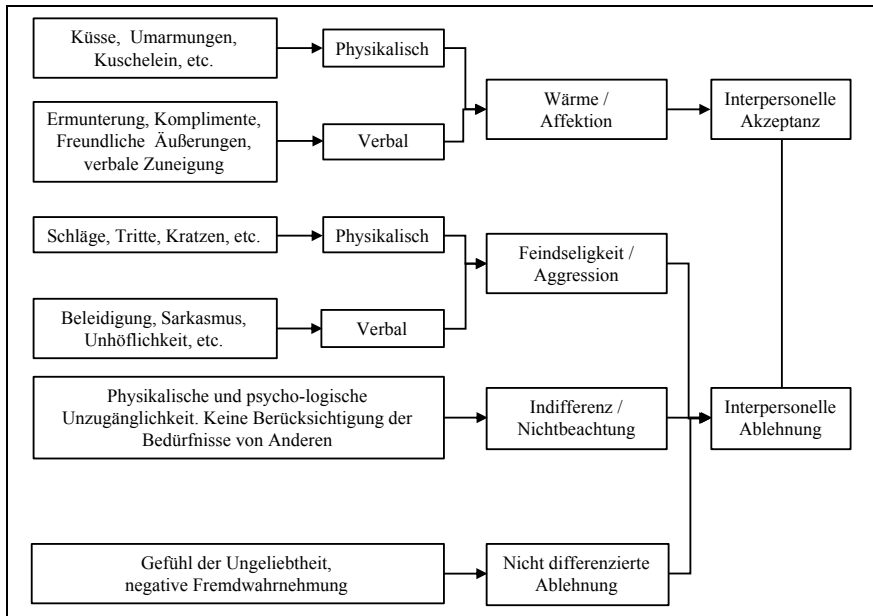 Küsse, Umarmungen,
Kuschelein, etc.
Physikalisch
Ermunterung, Komplimente,
Freundliche Äußerungen,
verbale Zuneigung
Verbal
Wärme /
Affektion
Interpersonelle
Akzeptanz
Schläge, Tritte, Kratzen, etc.
Physikalisch
Beleidigung, Sarkasmus,
Unhöflichkeit, etc.
Verbal
Feindseligkeit /
Aggression
Physikalische und psycho-logische
Unzugänglichkeit. Keine Berücksichtigung der
Bedürfnisse von Anderen
Indifferenz /
Nichtbeachtung
Interpersonelle
Ablehnung
Gefühl der Ungeliebtheit,
negative Fremdwahrnehmung
Nicht differenzierte
Ablehnung